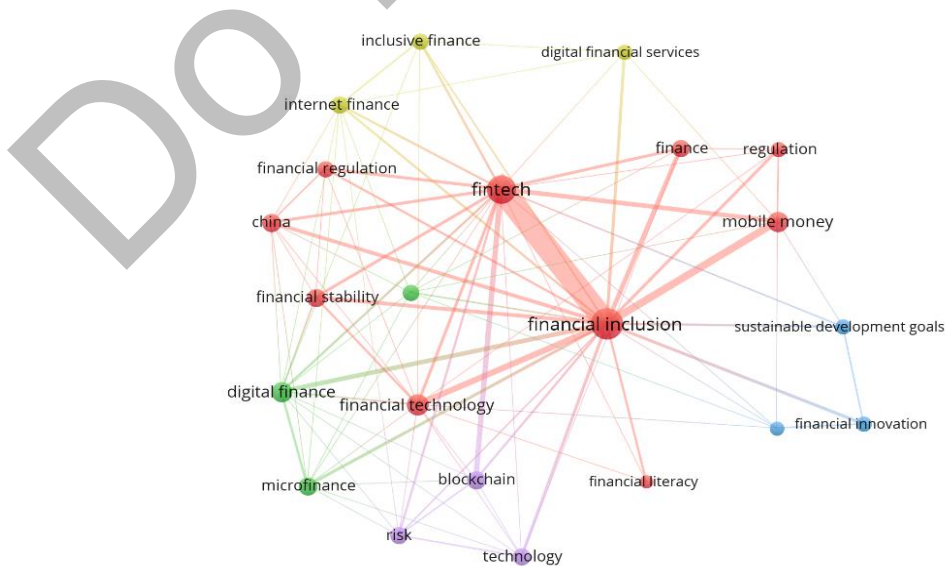 Do
inclusive finance
digital financial services
internet finance
finance
regulation
financial regulation
fintech
china
mobile money
financial stability
financial inclusion
sustainable development goals
digital finance
financial technology
financial innovation
microfinance
blockchain
financial literacy
risk
technology